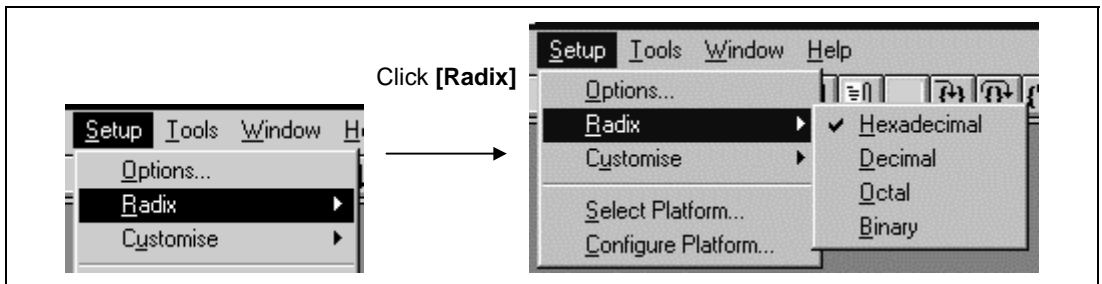 Setup Tools Window
Options...
Radix
Customise
Click [Radix]
Setup Tools Window Help
Options...
Radix
Customise
Select Platform...
Configure Platform...
Hexadecimal
Decimal
Octal
Binary